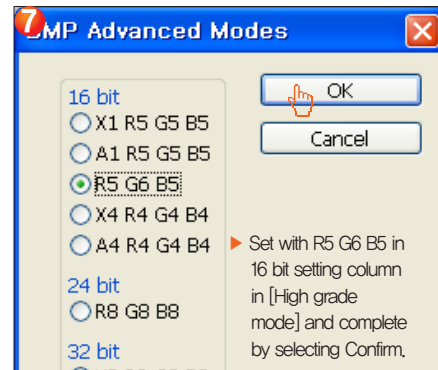 7
BMP Advanced Modes
16 bit
X1 R5 G5 B5
A1 R5 G5 B5
R5 G6 B5
X4 R4 G4 B4
A4 R4 G4 B4
24 bit
R8 G8 B8
32 bit
OK
Cancel
Set with R5 G6 B5 in
16 bit setting column
in [High grade
mode] and complete
by selecting Confirm.